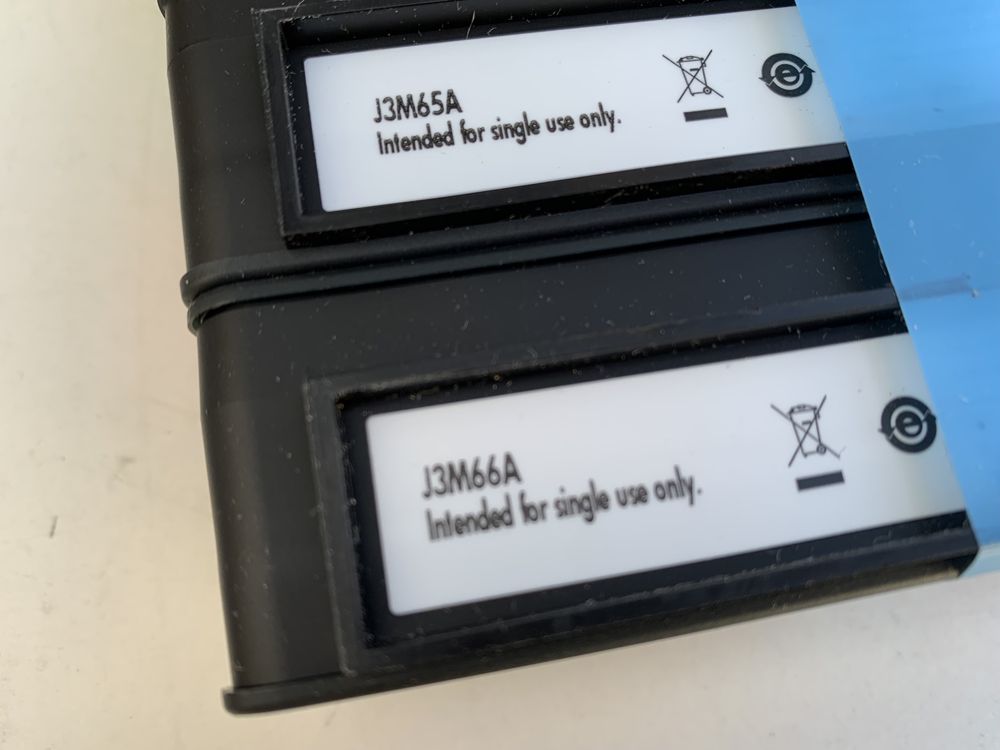 J3M65A
Intended for single use only.
e
J3M66A
Intended for single use only.
e